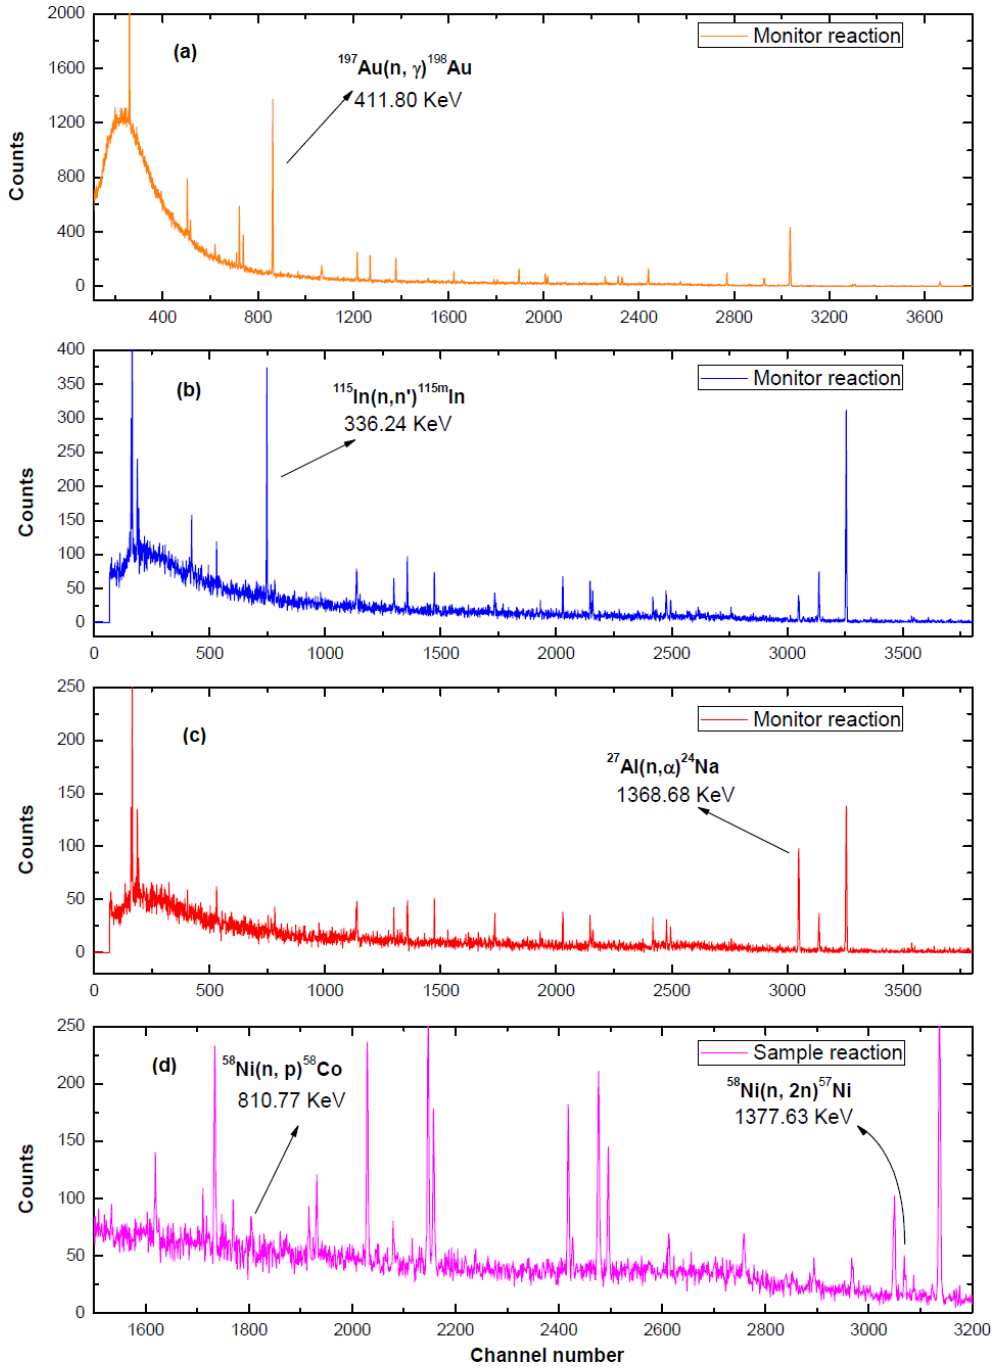 2000
1600
1200
800
400
0
Counts
(a)
¹⁹⁷Au(n, γ)¹⁹⁸Au
411.80 KeV
Monitor reaction
400 800 1200 1600 2000 2400 2800 3200 3600
400
350
300
250
200
150
100
50
0
Counts
(b)
¹¹⁵In(n,n')¹¹⁵ᵐIn
336.24 KeV
Monitor reaction
0 500 1000 1500 2000 2500 3000 3500
250
200
150
100
50
0
Counts
(c)
Monitor reaction
²⁷Al(n,α)²⁴Na
1368.68 KeV
0 500 1000 1500 2000 2500 3000 3500
250
200
150
100
50
0
Counts
(d)
⁵⁸Ni(n, p)⁵⁸Co
810.77 KeV
Sample reaction
⁵⁸Ni(n, 2n)⁵⁷Ni
1377.63 KeV
1600 1800 2000 2200 2400 2600 2800 3000 3200
Channel number